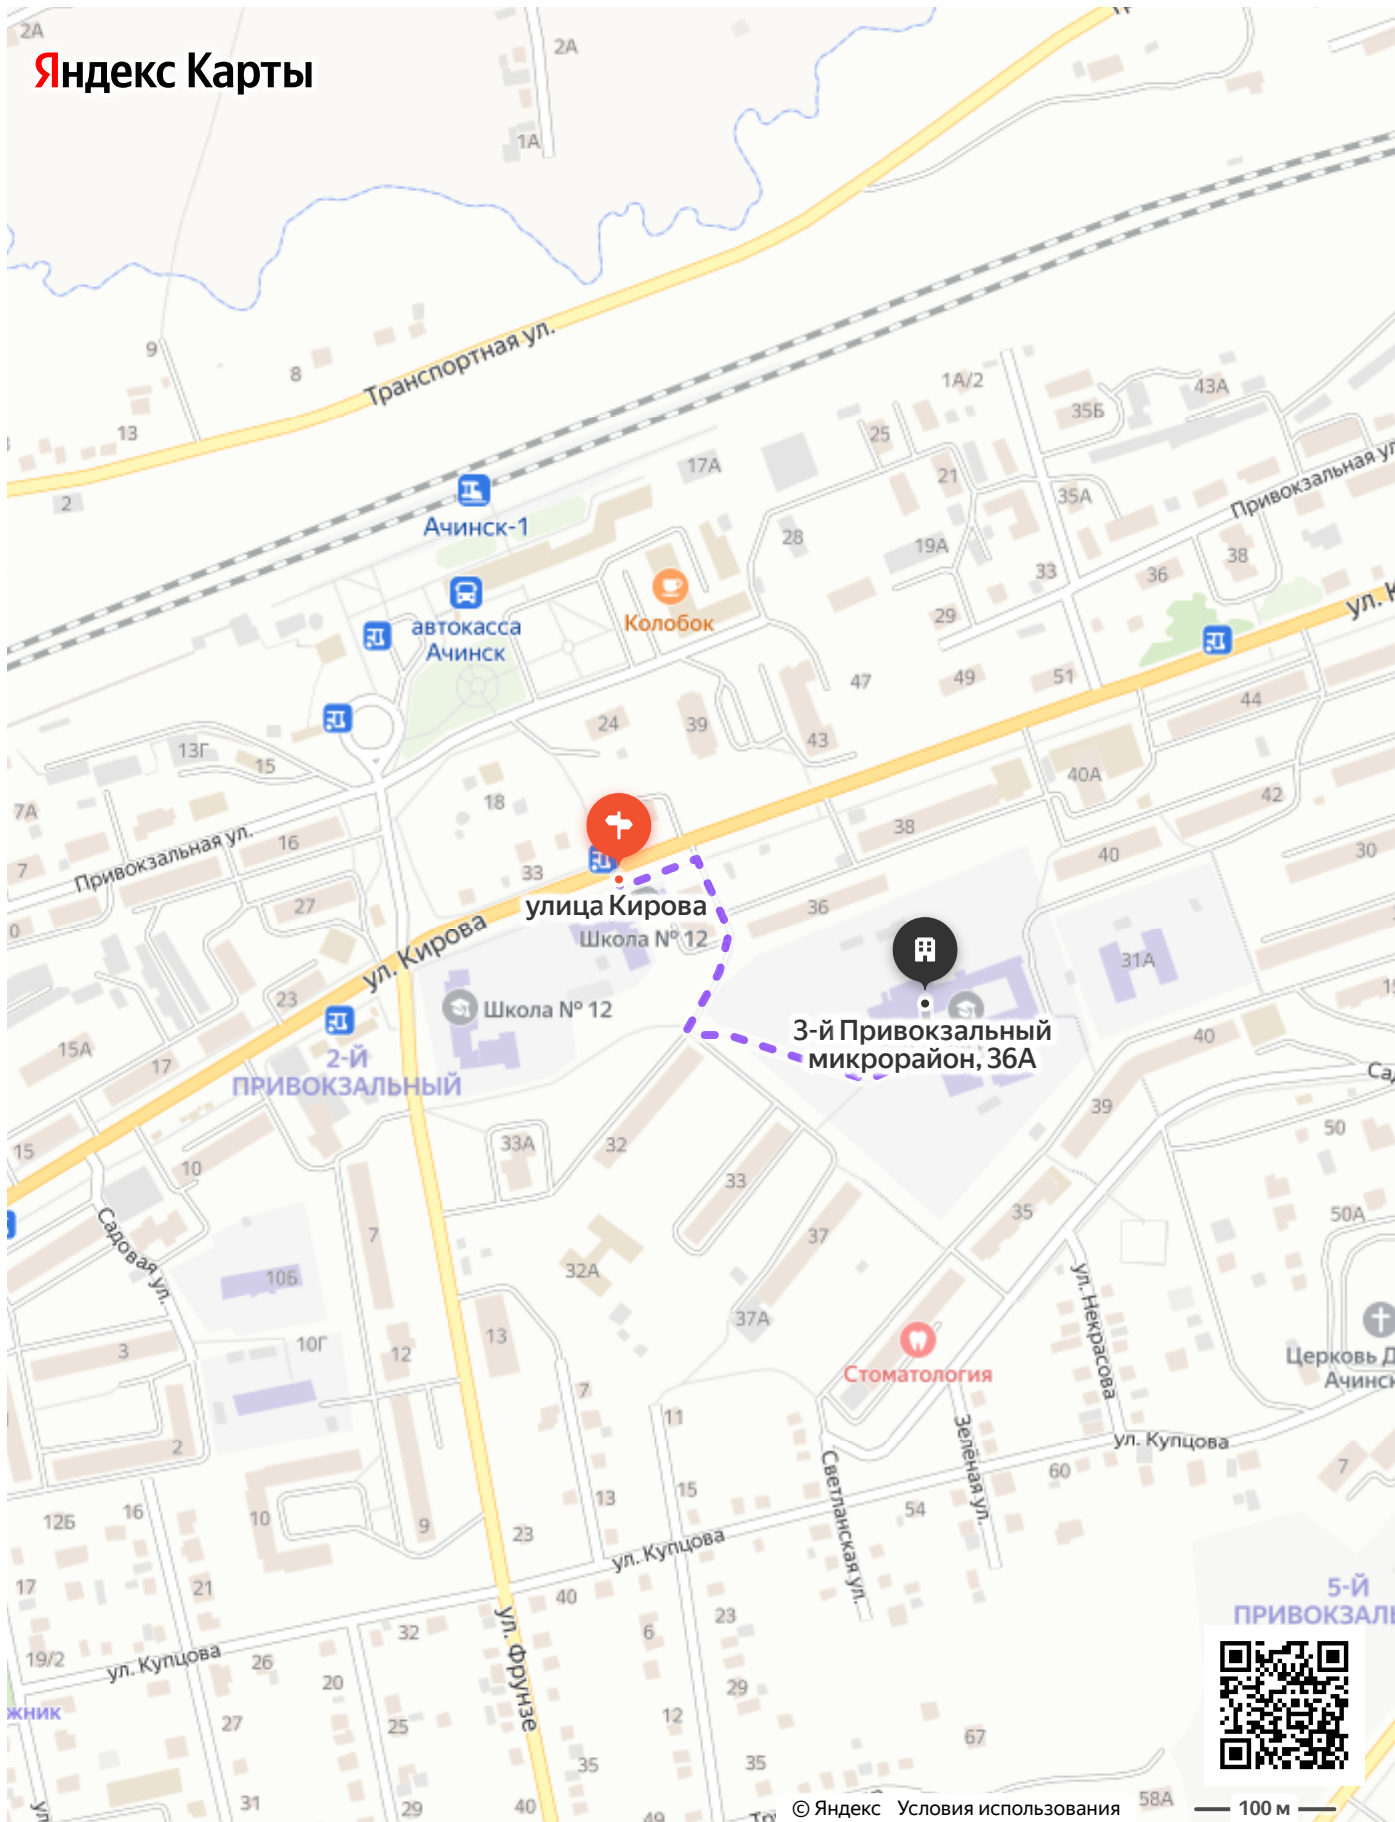 2А
2А
Яндекс Карты
1А
Транспортная ул.
9
8
13
2
1А/2
43А
35Б
25
17А
21
35А
Привокзальная ул
Ачинск-1
28
19А
38
33
36
Колобок
автокасса
Ачинск
29
ул. К
47
49
51
44
24
39
43
13Г
15
40А
42
7А
18
38
Привокзальная ул.
16
40
30
7
33
27
улица Кирова
36
0
ул. Кирова
Школа № 12
31А
23
Школа № 12
15
3-й Привокзальный
микрорайон, 36А
40
15А
17
2-Й
ПРИВОКЗАЛЬНЫЙ
Сад
39
50
15
33А
32
10
33
35
50А
Садовая ул.
7
37
10Б
32А
ул. Некрасова
37А
13
10Г
12
3
Стоматология
Церковь Д
Ачинск
7
11
2
Зелёная ул.
ул. Купцова
Светланская ул.
60
7
15
13
54
16
12Б
10
9
23
ул. Купцова
17
21
40
5-Й
ПРИВОКЗАЛЬ
ул. Фрунзе
23
32
6
19/2
ул. Купцова
26
20
29
жник
27
25
12
67
35
35
58А
31
29
40
49
ул
© Яндекс Условия использования
100 м